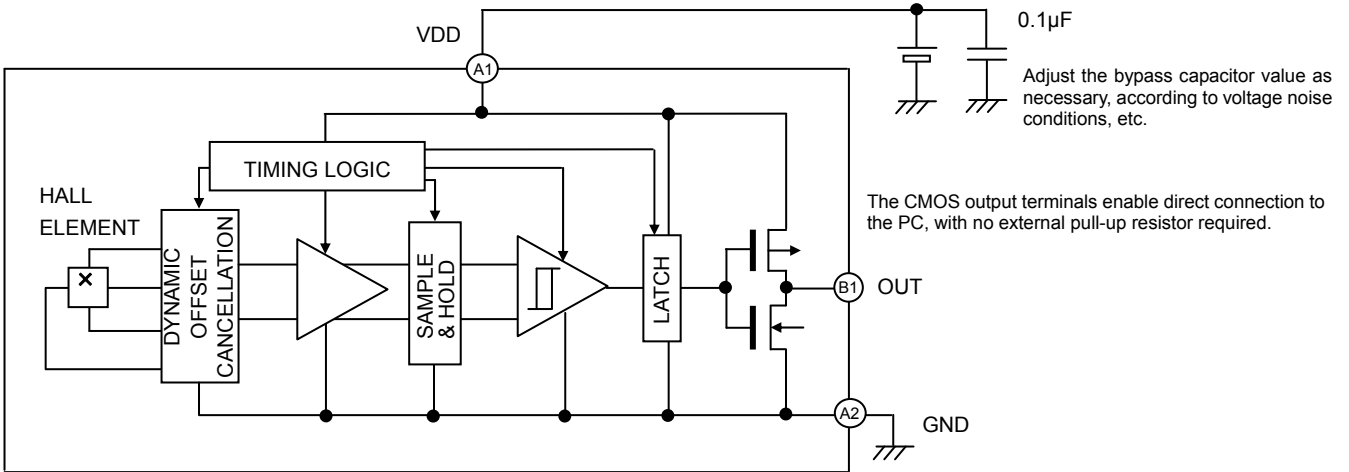 0.1µF
VDD
A1
Adjust the bypass capacitor value as
necessary, according to voltage noise
conditions, etc.
TIMING LOGIC
HALL
ELEMENT
The CMOS output terminals enable direct connection to
the PC, with no external pull-up resistor required.
×
DYNAMIC
OFFSET
CANCELLATION
SAMPLE
& HOLD
LATCH
B1
OUT
A2
GND